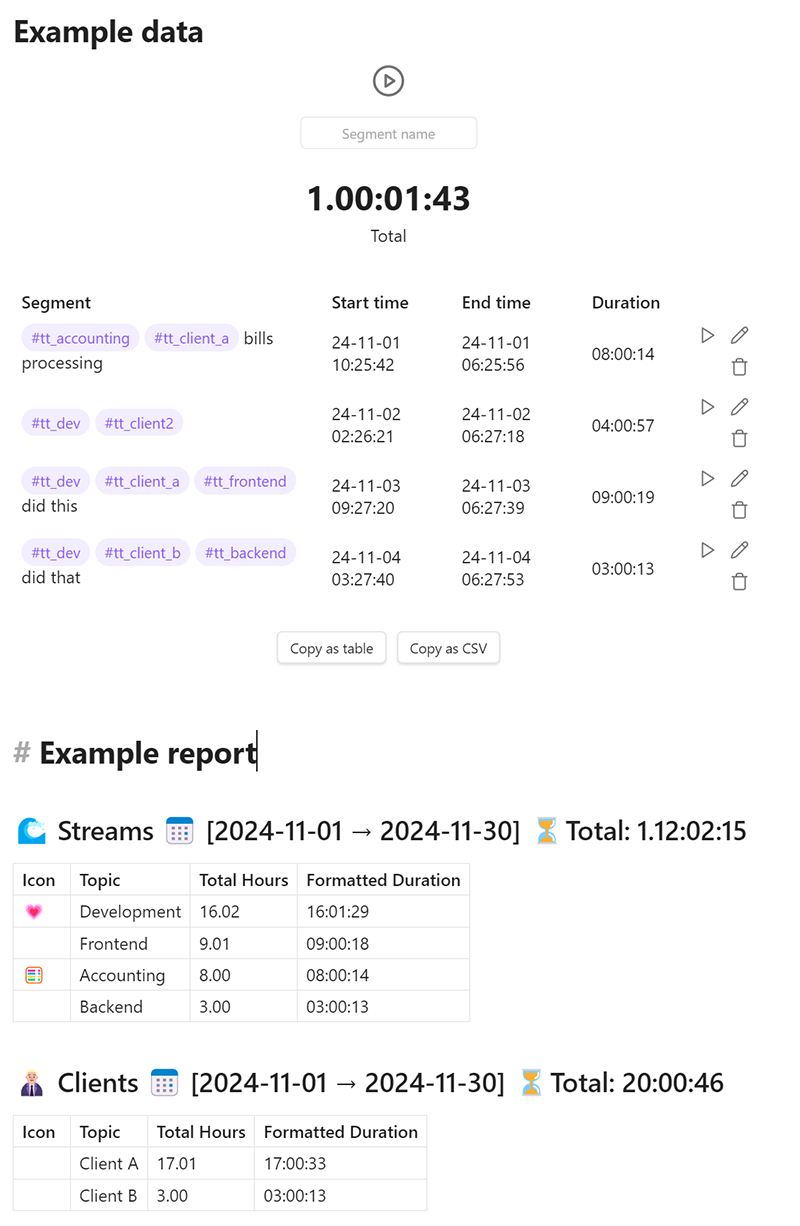 Example data
Segment name
1.00:01:43
Total
Segment Start time End time Duration
#tt_accounting #tt_client_a bills
processing
24-11-01
10:25:42
24-11-01
06:25:56
08:00:14
#tt_dev #tt_client2
24-11-02
02:26:21
24-11-02
06:27:18
04:00:57
#tt_dev #tt_client_a #tt_frontend
did this
24-11-03
09:27:20
24-11-03
06:27:39
09:00:19
#tt_dev #tt_client_b #tt_backend
did that
24-11-04
03:27:40
24-11-04
06:27:53
03:00:13
Copy as table Copy as CSV
# Example report
🌊 Streams 📅 [2024-11-01 → 2024-11-30] ⏳ Total: 1.12:02:15
Icon Topic Total Hours Formatted Duration
💗 Development 16.02 16:01:29
Frontend 9.01 09:00:18
🧮 Accounting 8.00 08:00:14
Backend 3.00 03:00:13
👨🏼‍💼 Clients 📅 [2024-11-01 → 2024-11-30] ⏳ Total: 20:00:46
Icon Topic Total Hours Formatted Duration
Client A 17.01 17:00:33
Client B 3.00 03:00:13